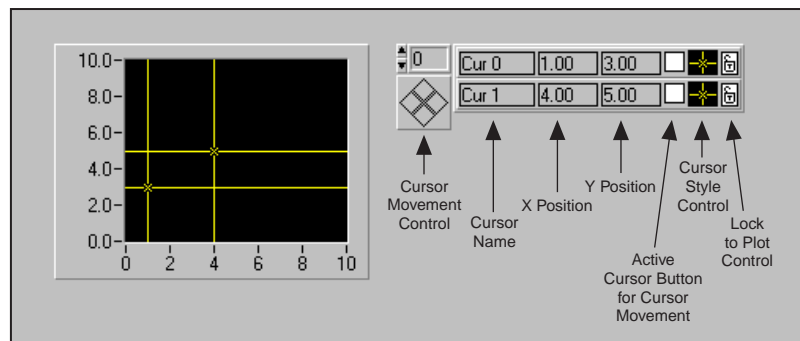 10.0
8.0
6.0
4.0
2.0
0.0
0 2 4 6 8 10
0
Cur 0 1.00 3.00
Cur 1 4.00 5.00
Cursor
Movement
Control
Cursor
Name
X Position
Y Position
Active
Cursor Button
for Cursor
Movement
Cursor
Style
Control
Lock
to Plot
Control